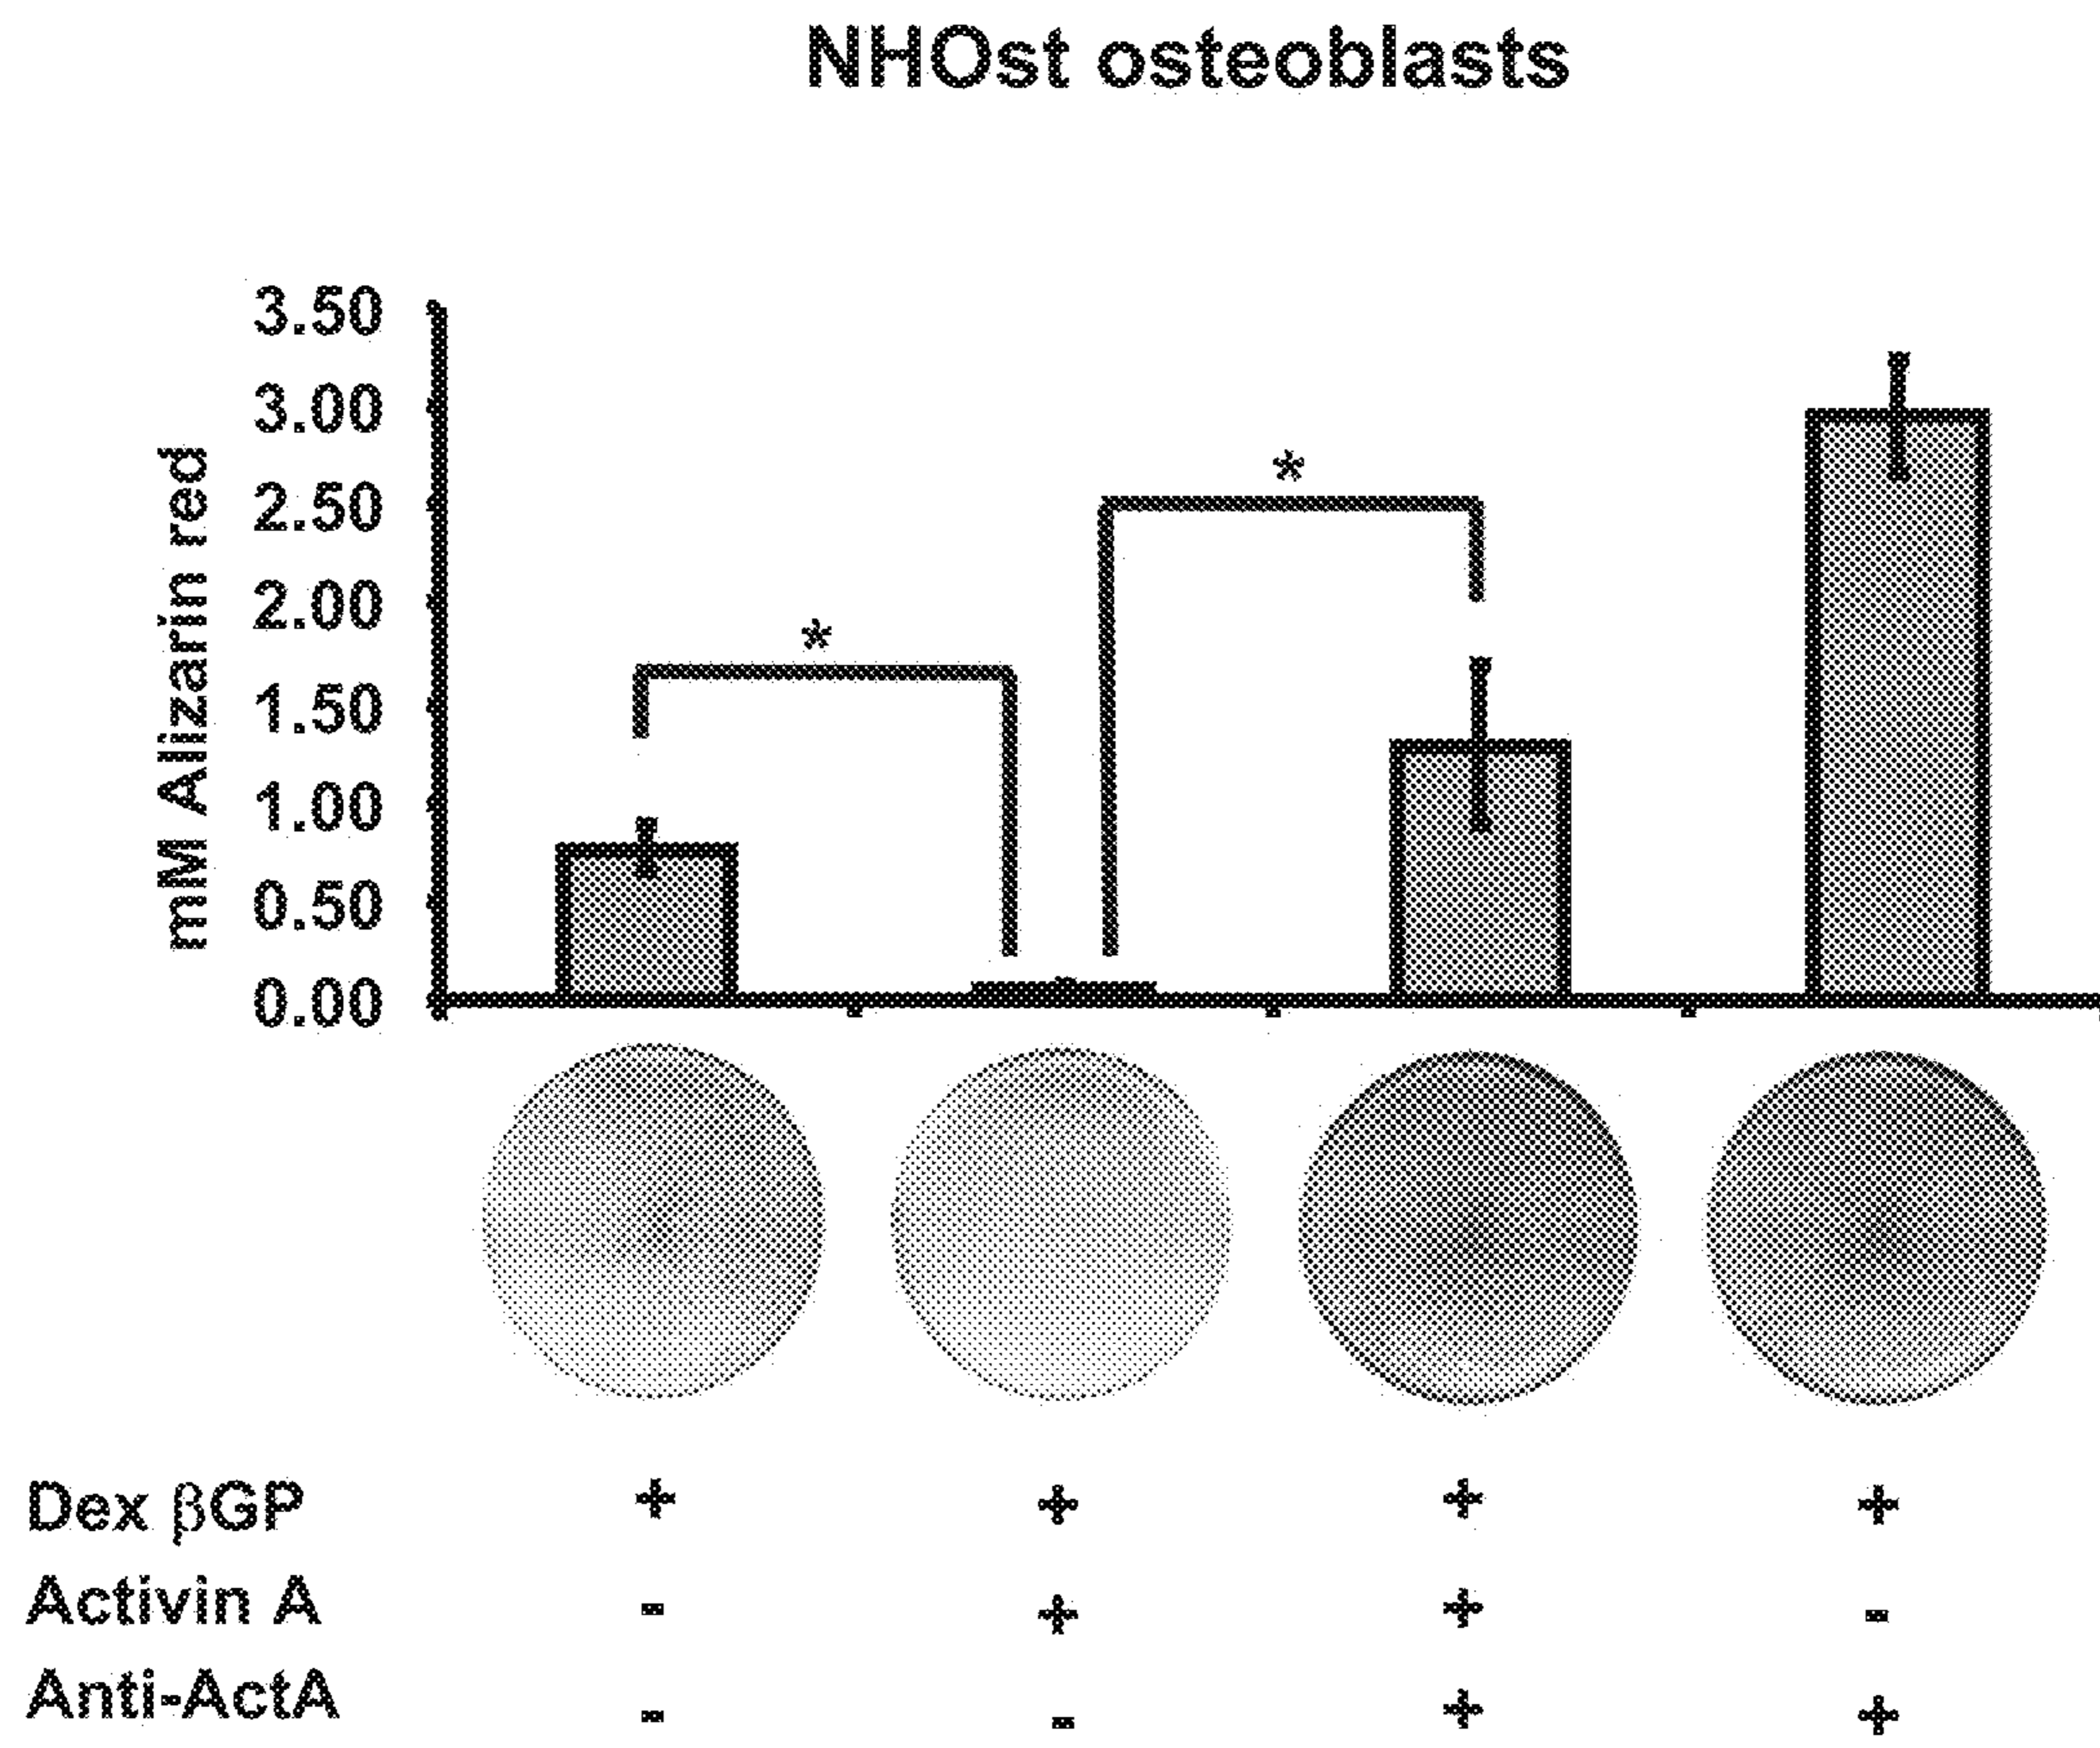 NHOst osteoblasts
mM Alizarin red
3.50
3.00
2.50
2.00
1.50
1.00
0.50
0.00
*
*
Dex βGP + + + +
Activin A - + + -
Anti-ActA - - + +